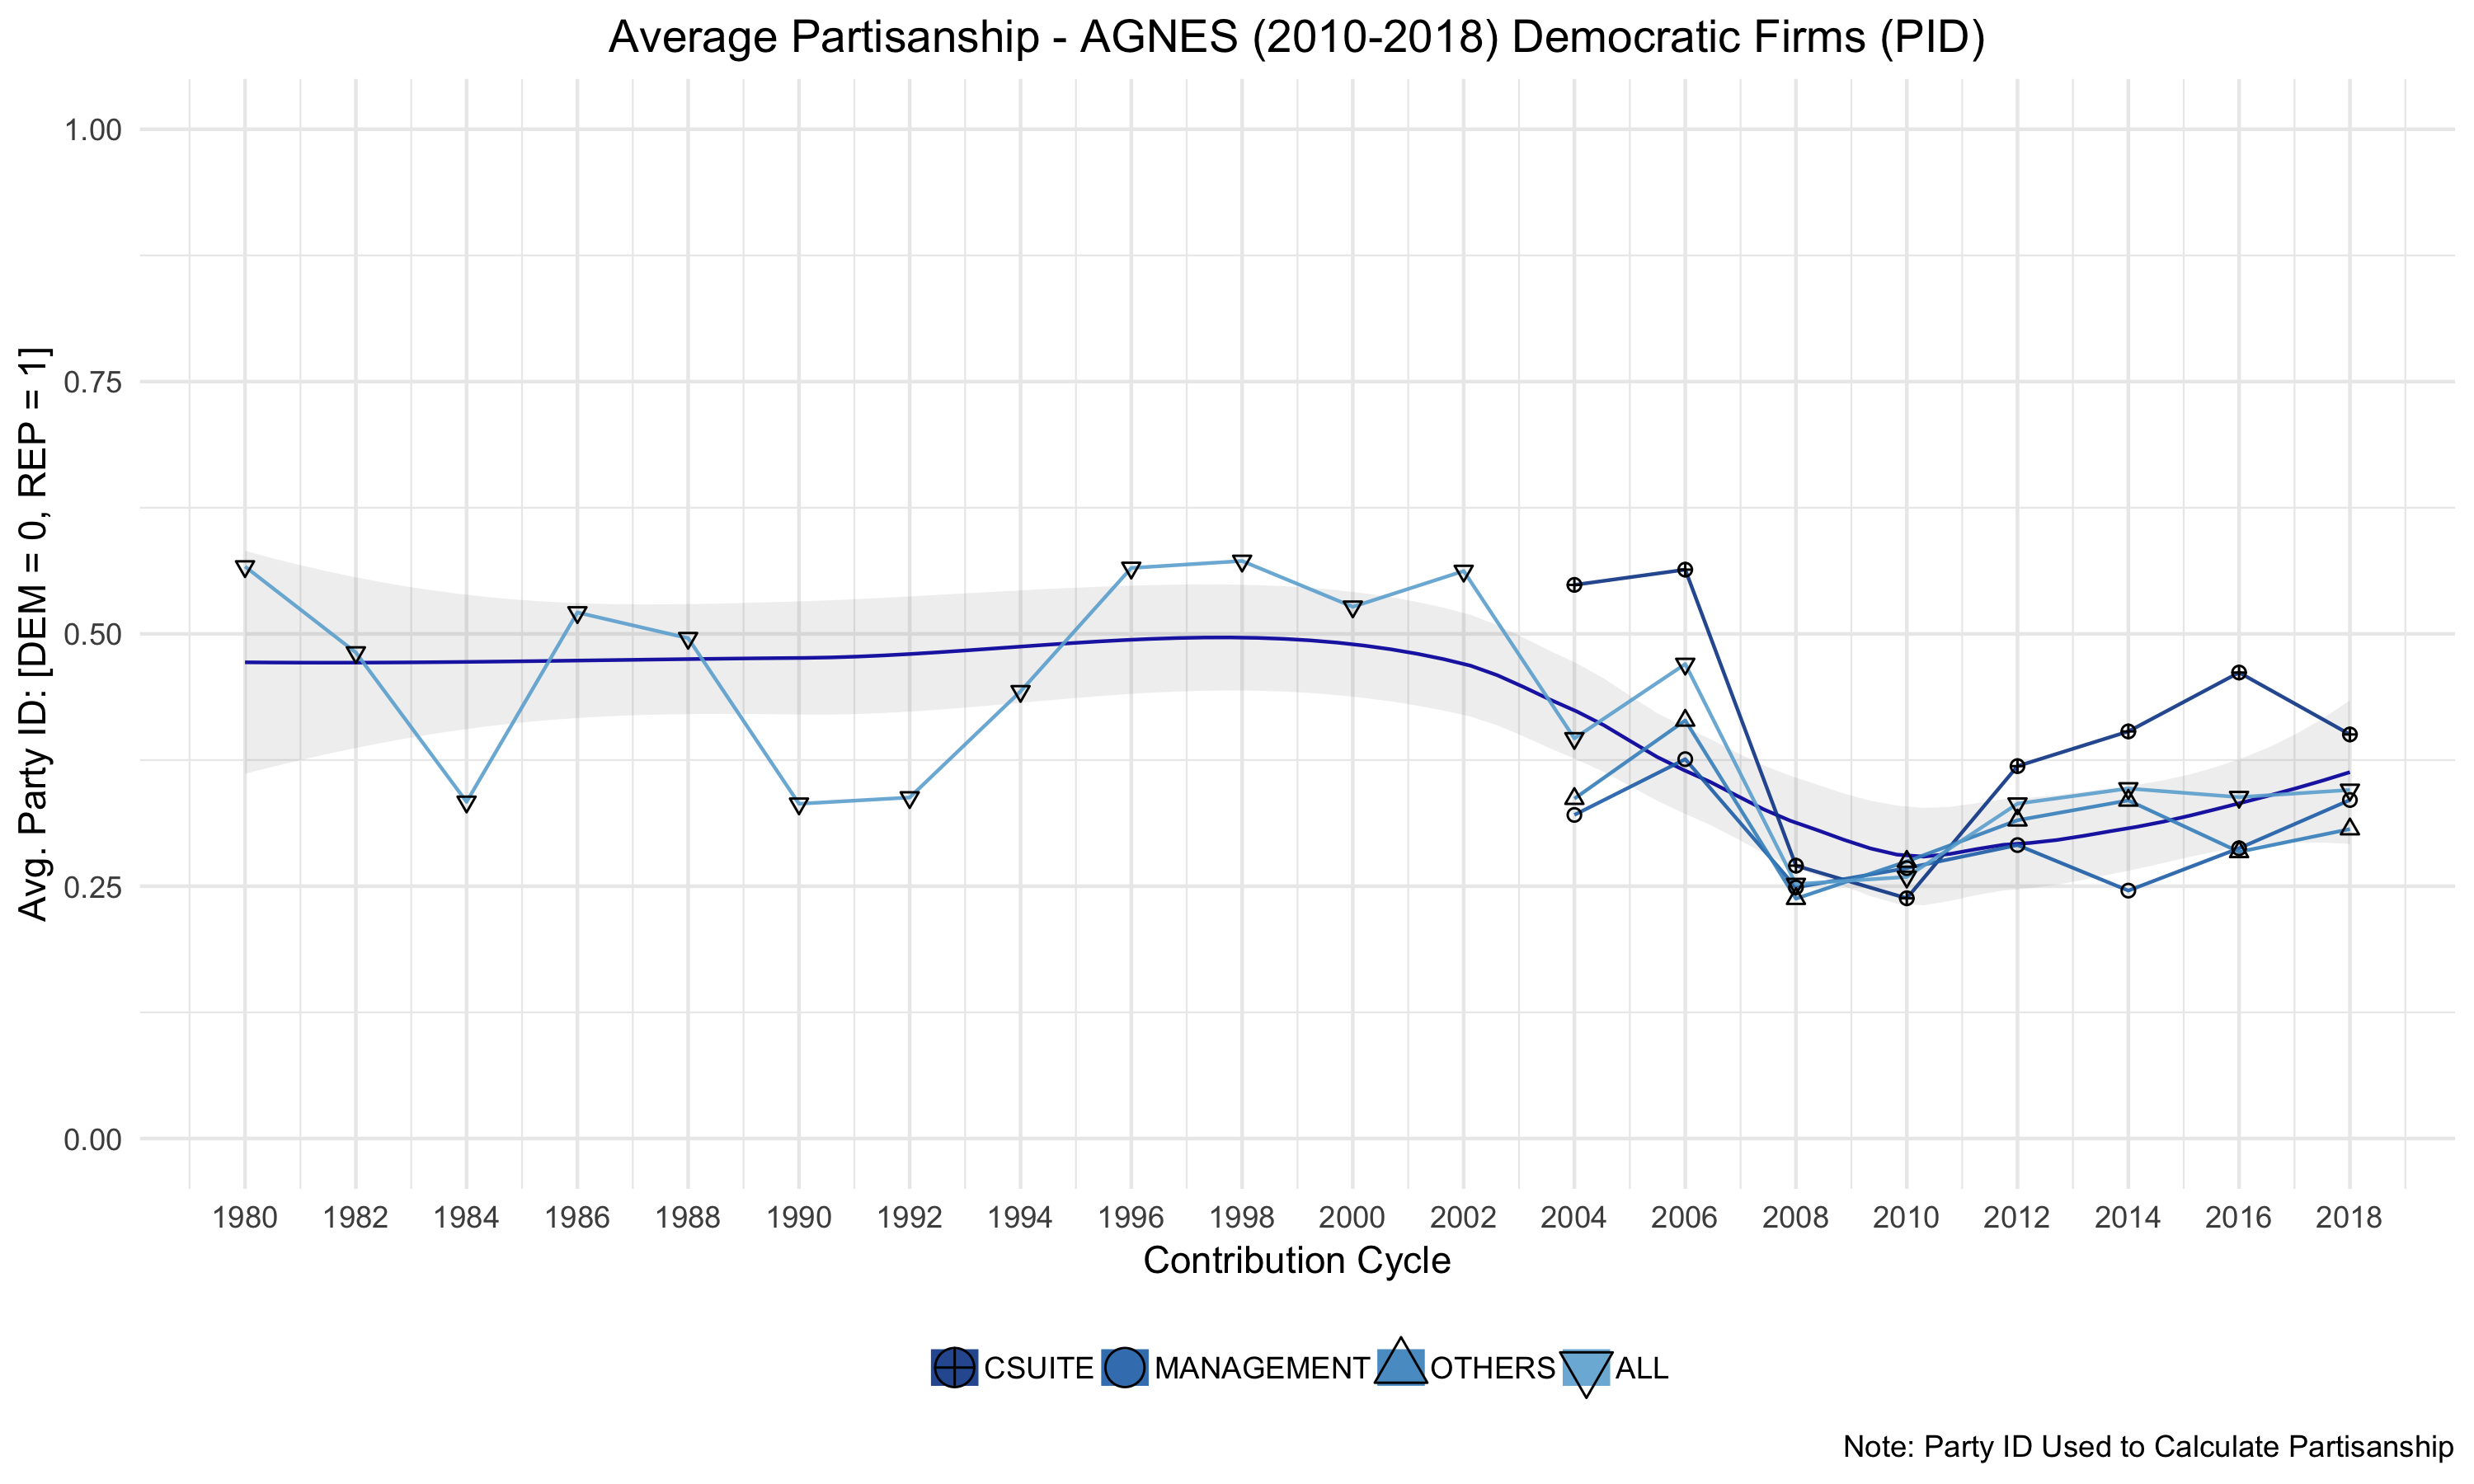 Average Partisanship - AGNES (2010-2018) Democratic Firms (PID)
Avg. Party ID: [DEM = 0, REP = 1]
1.00
0.75
0.50
0.25
0.00
1980 1982 1984 1986 1988 1990 1992 1994 1996 1998 2000 2002 2004 2006 2008 2010 2012 2014 2016 2018
Contribution Cycle
CSUITE MANAGEMENT OTHERS ALL
Note: Party ID Used to Calculate Partisanship